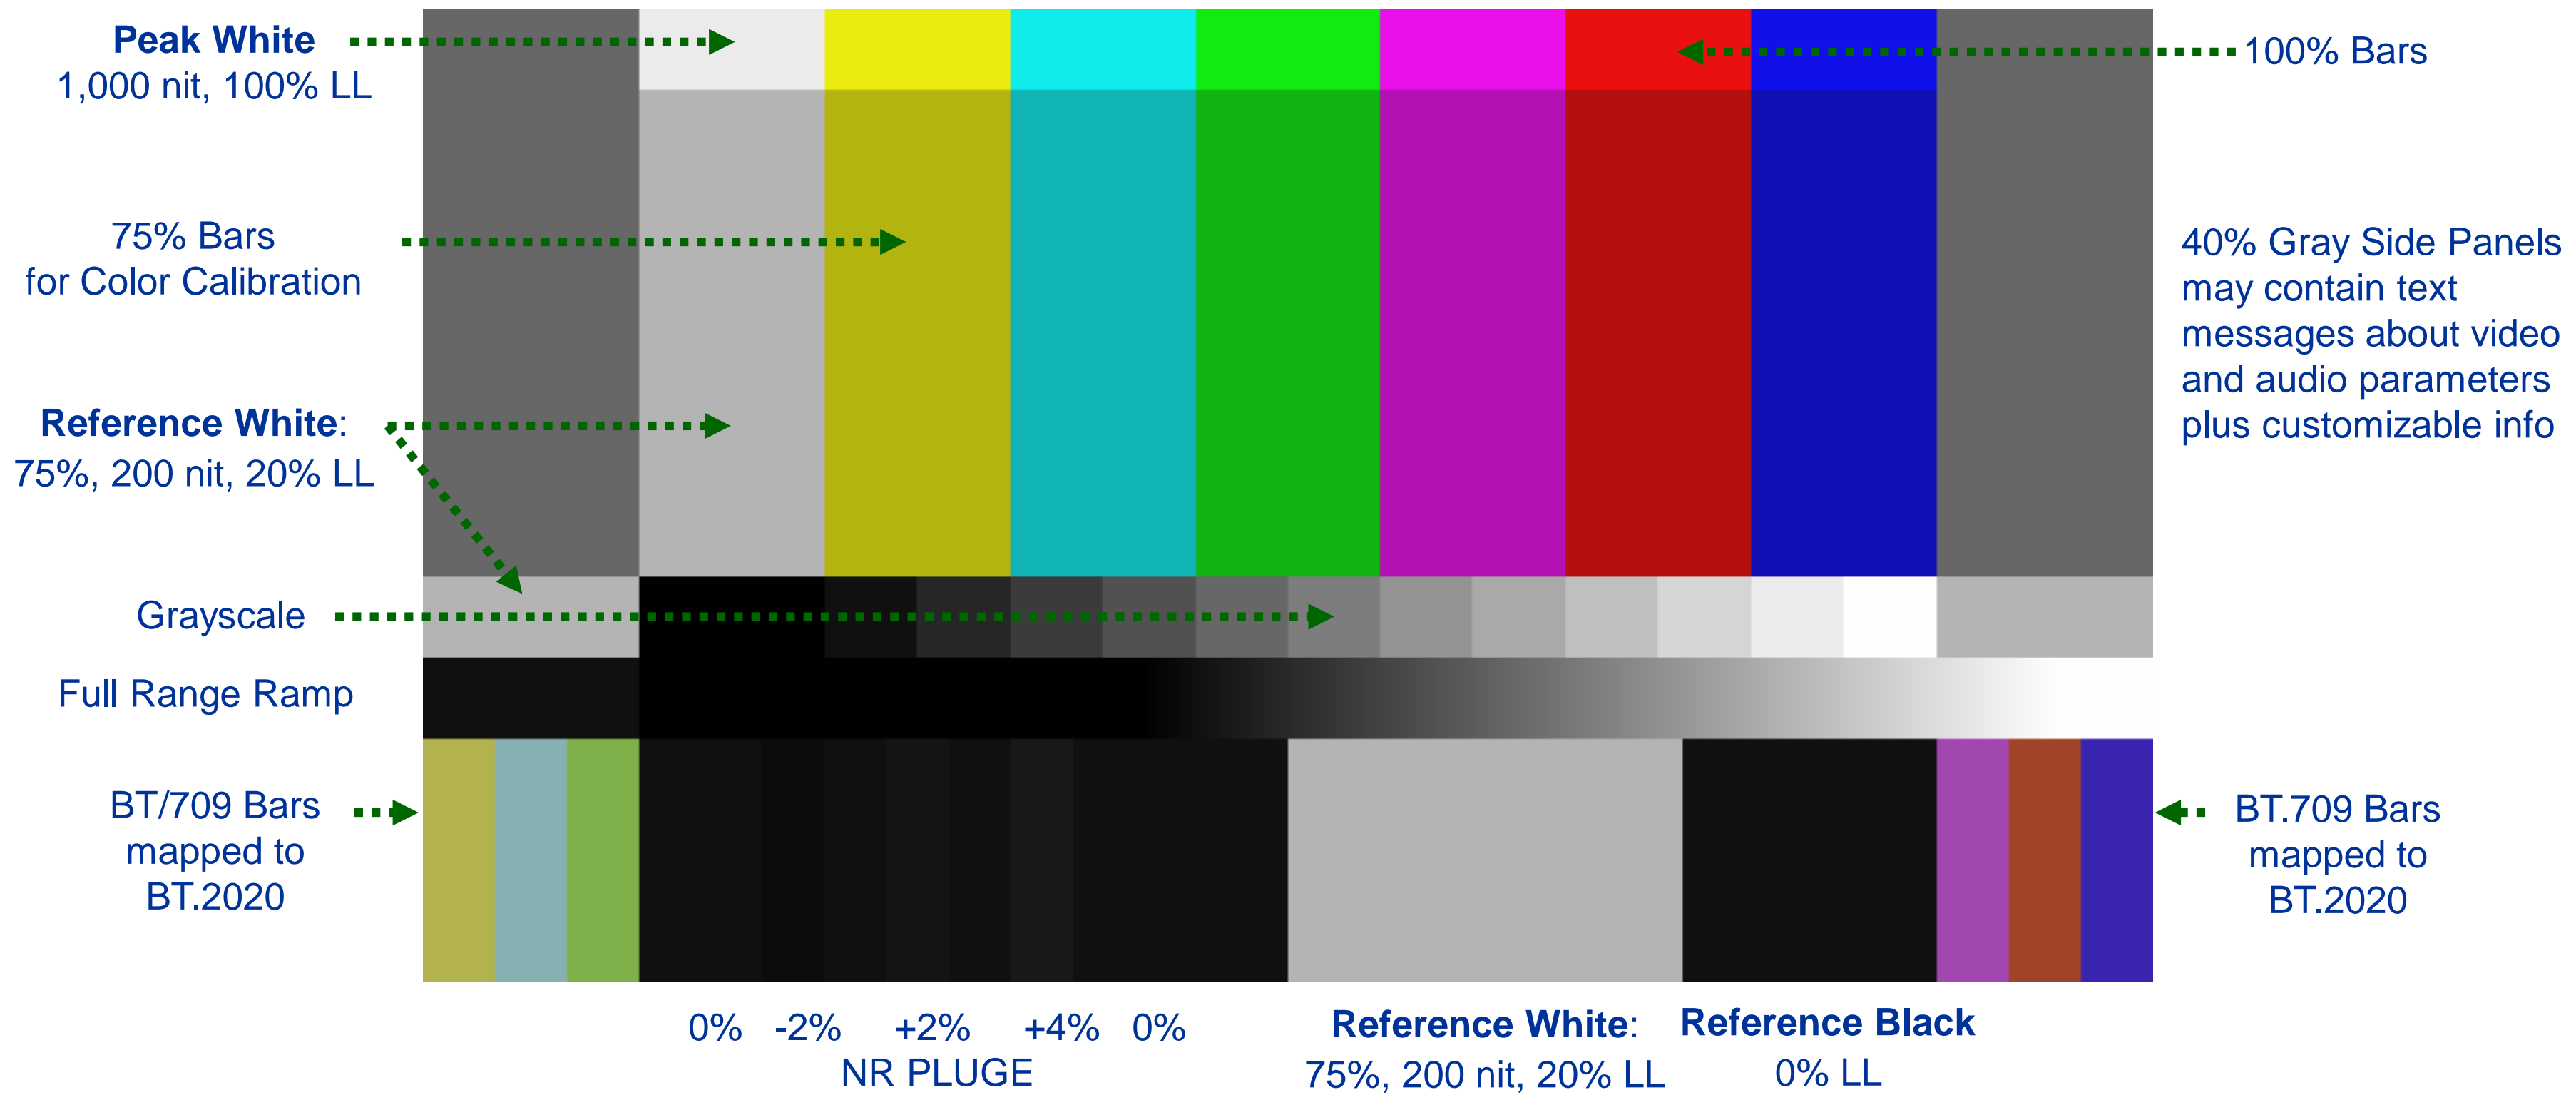 Peak White
1,000 nit, 100% LL
100% Bars
75% Bars
for Color Calibration
40% Gray Side Panels
may contain text
messages about video
and audio parameters
plus customizable info
Reference White:
75%, 200 nit, 20% LL
Grayscale
Full Range Ramp
BT/709 Bars
mapped to
BT.2020
BT.709 Bars
mapped to
BT.2020
0% -2% +2% +4% 0%
NR PLUGE
Reference White:
75%, 200 nit, 20% LL
Reference Black
0% LL